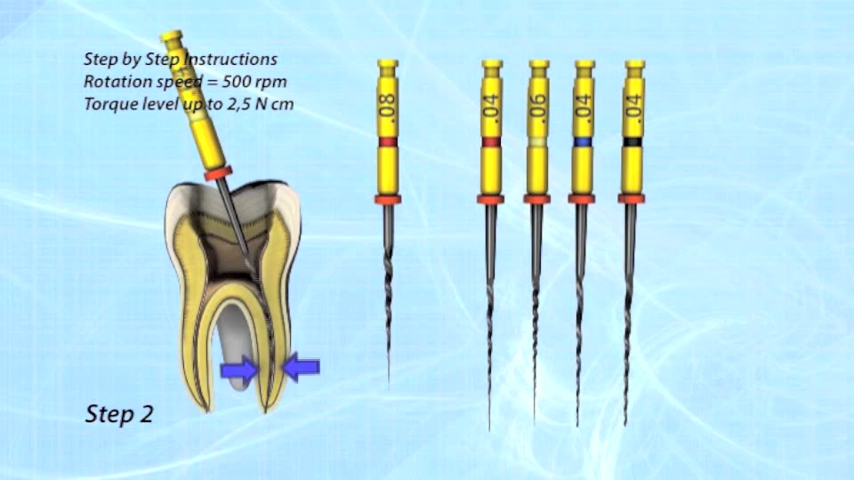 Step by Step Instructions
Rotation speed = 500 rpm
Torque level up to 2,5 N cm
.08
.04
.06
.04
.04
Step 2